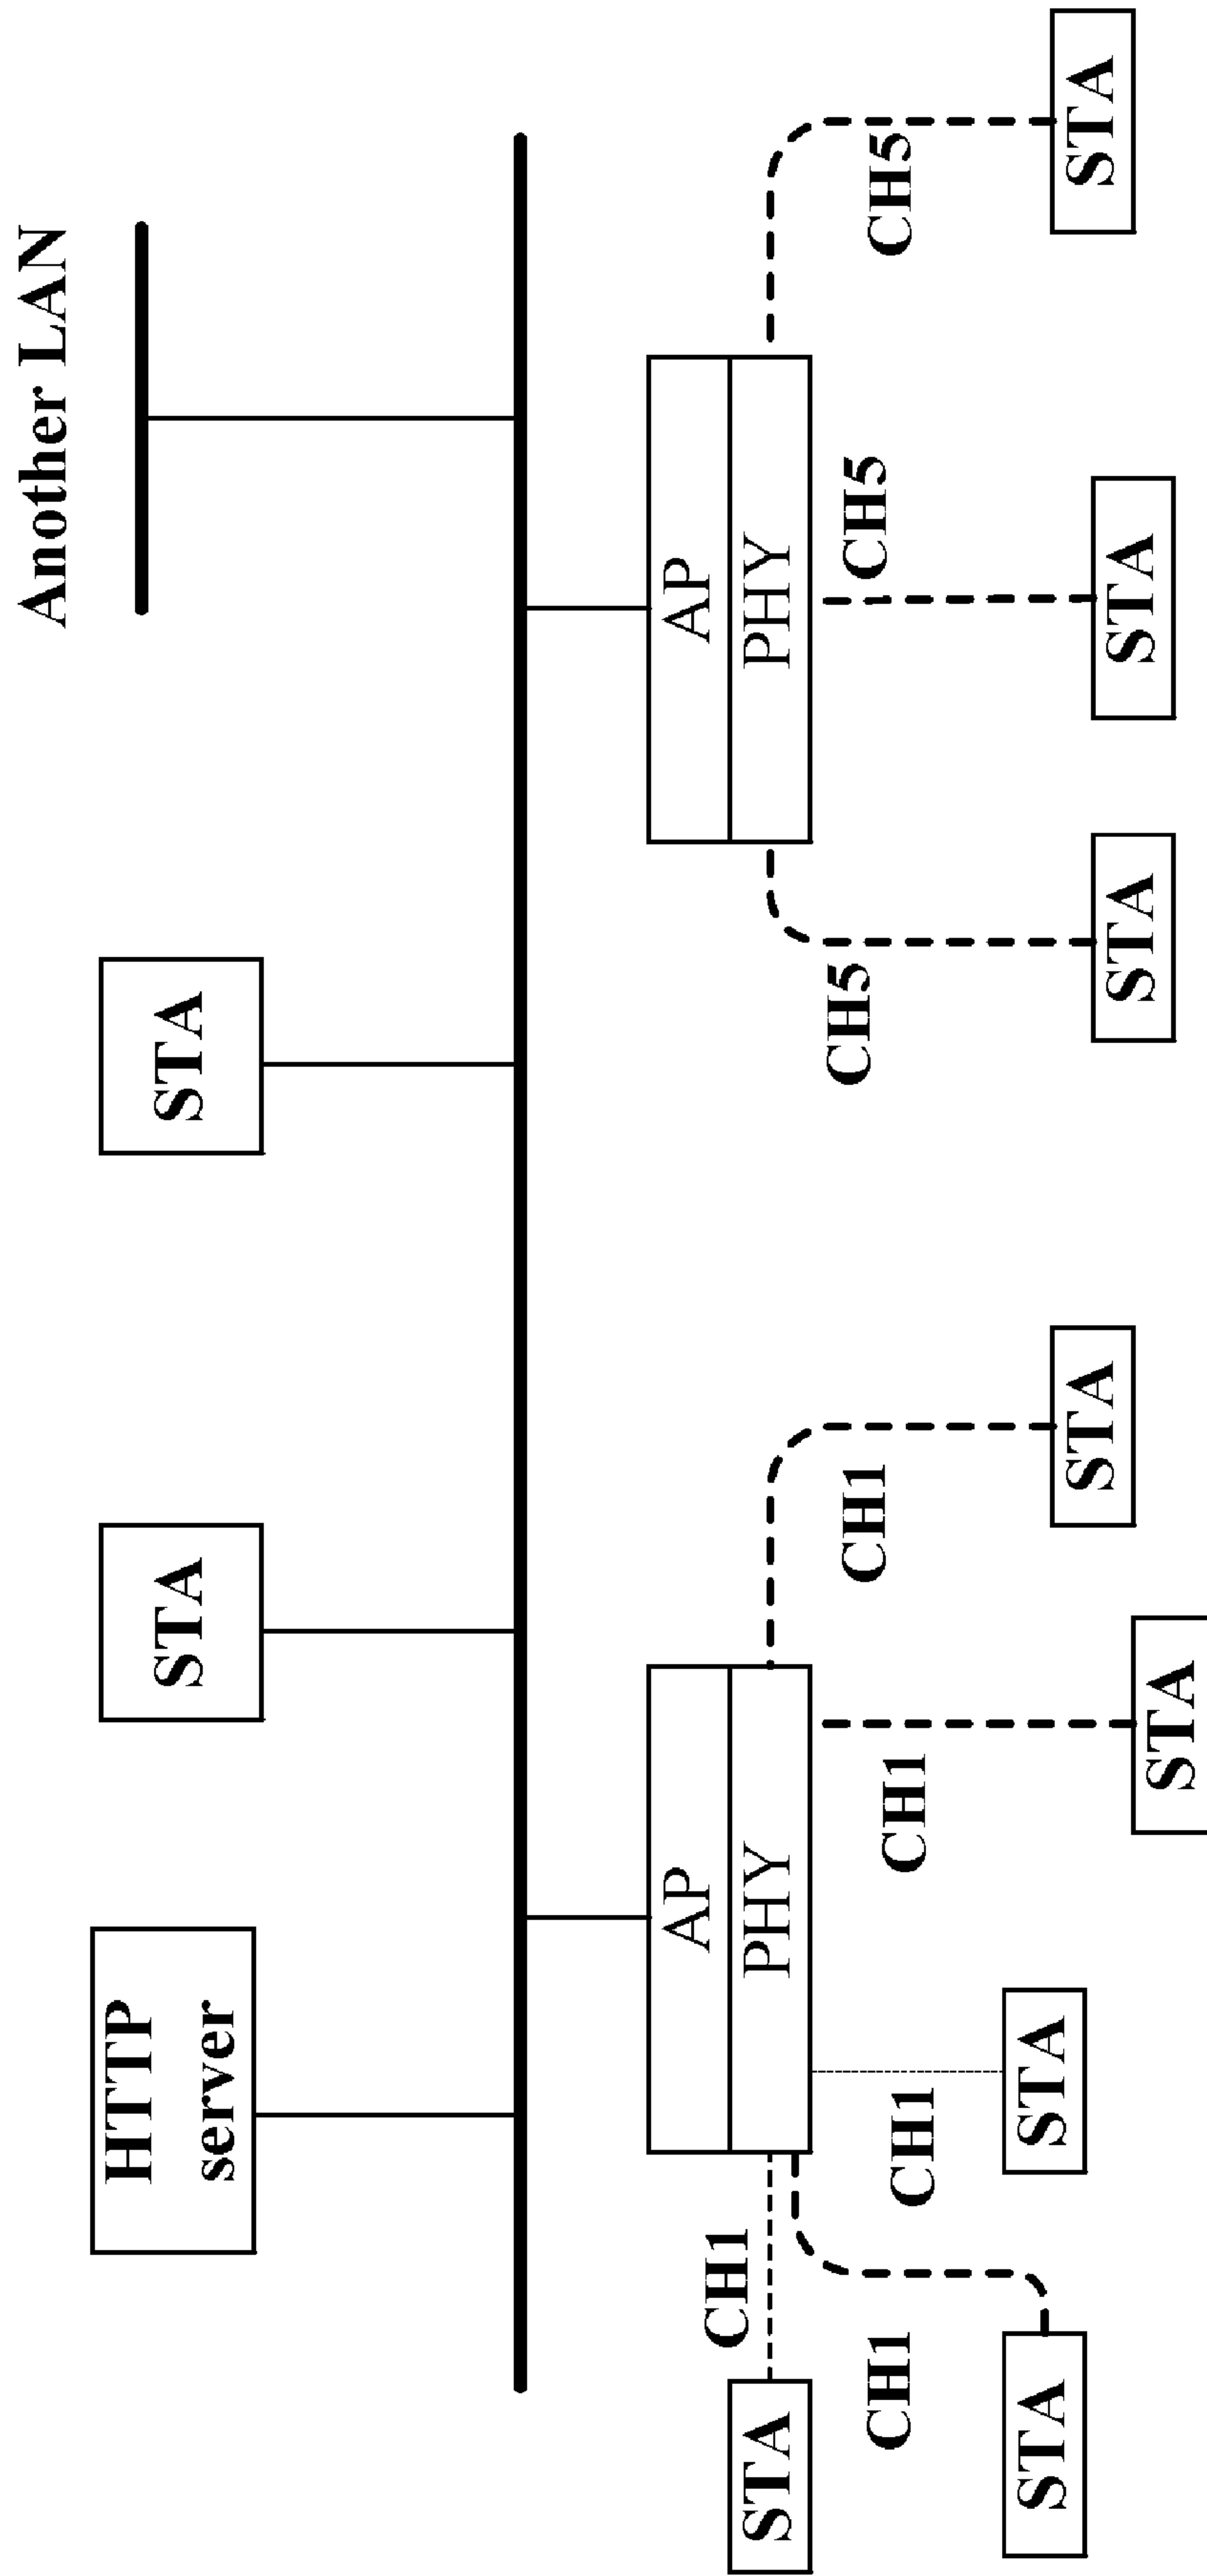 Another LAN
HTTP
server
STA
STA
AP
PHY
AP
PHY
CH1
STA
CH1
CH1
CH1
CH1
STA
STA
STA
STA
CH5
CH5
CH5
STA
STA
STA